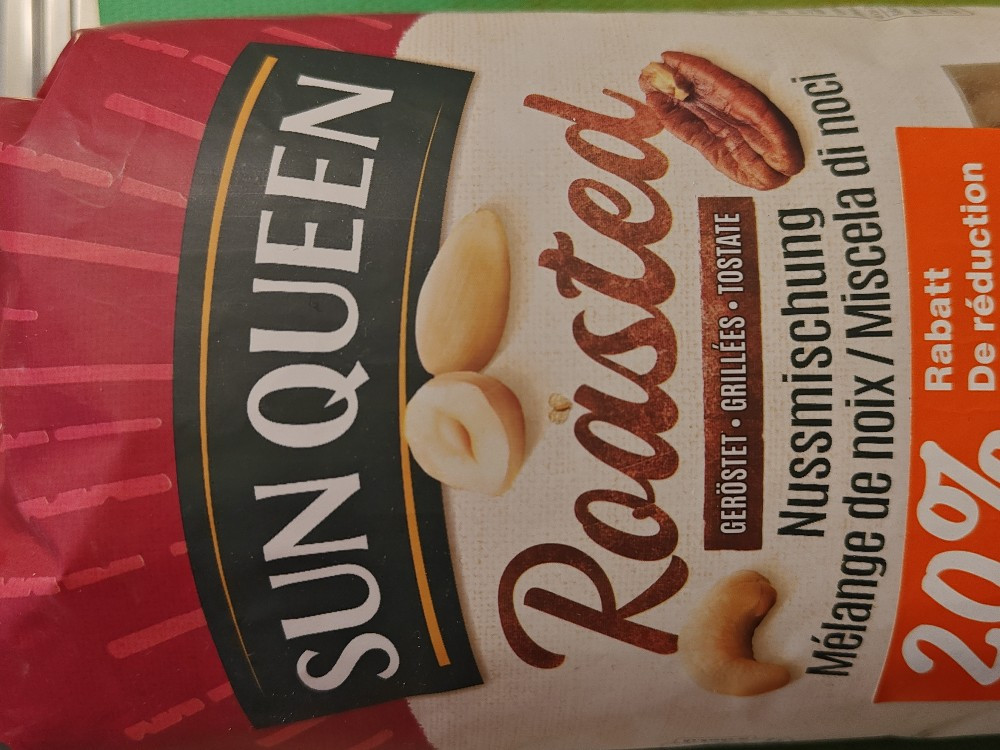 SUN QUEEN
Roasted
GERÖSTET • GRILLÉES • TOSTATE
Nussmischung
Mélange de noix / Miscela di noci
20%
Rabatt
De réduction